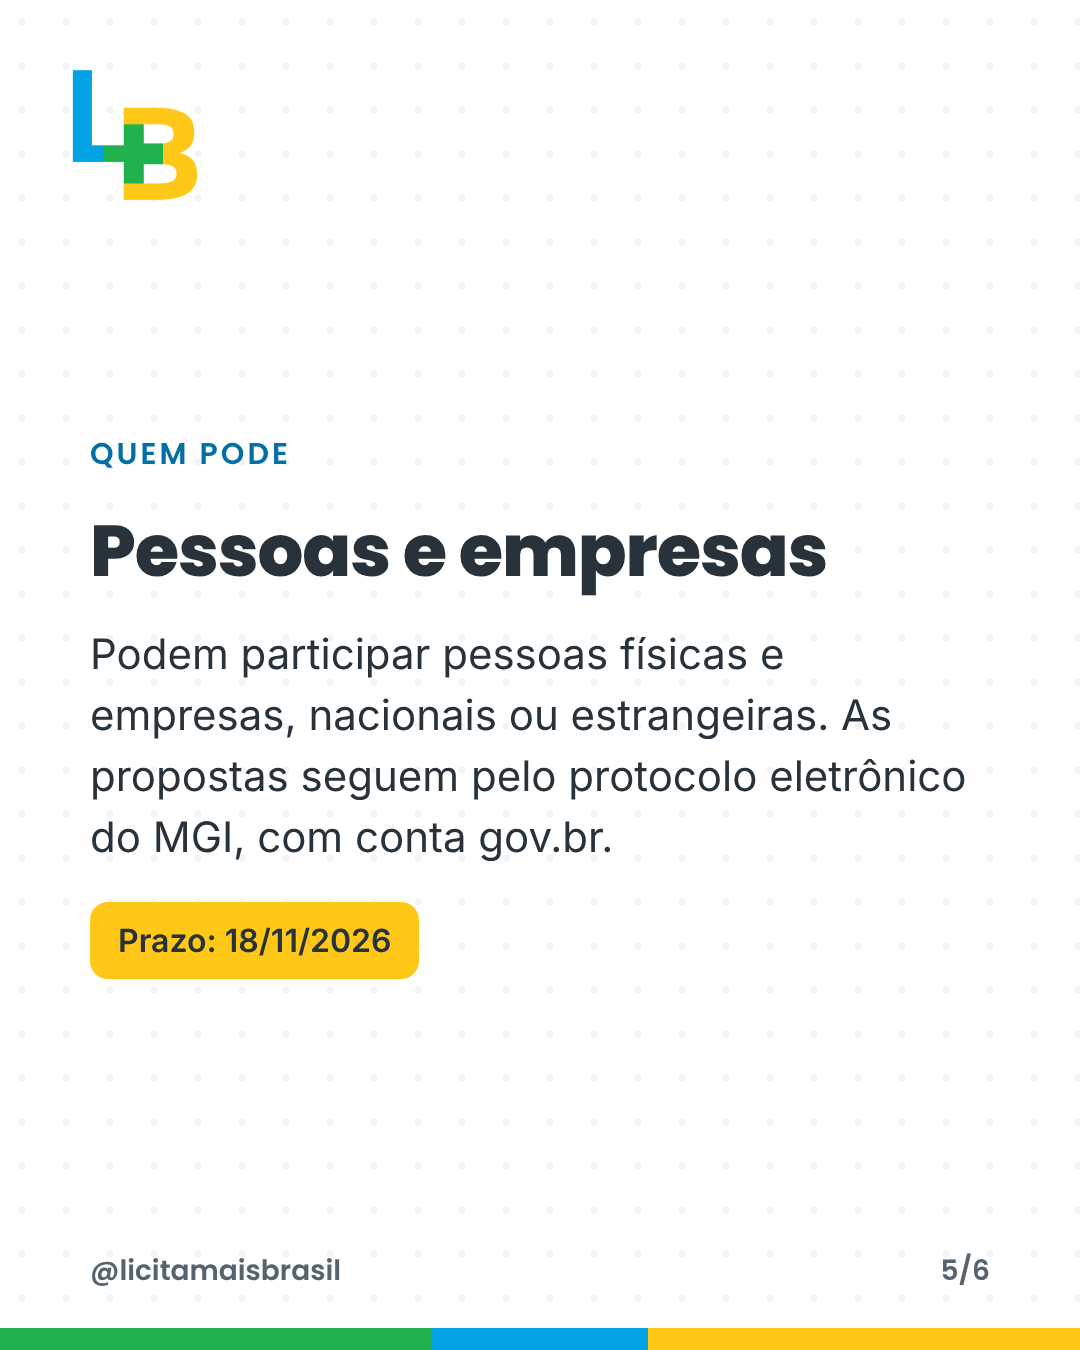 L+B
QUEM PODE
Pessoas e empresas
Podem participar pessoas físicas e
empresas, nacionais ou estrangeiras. As
propostas seguem pelo protocolo eletrônico
do MGI, com conta gov.br.
Prazo: 18/11/2026
@licitamaisbrasil
5/6